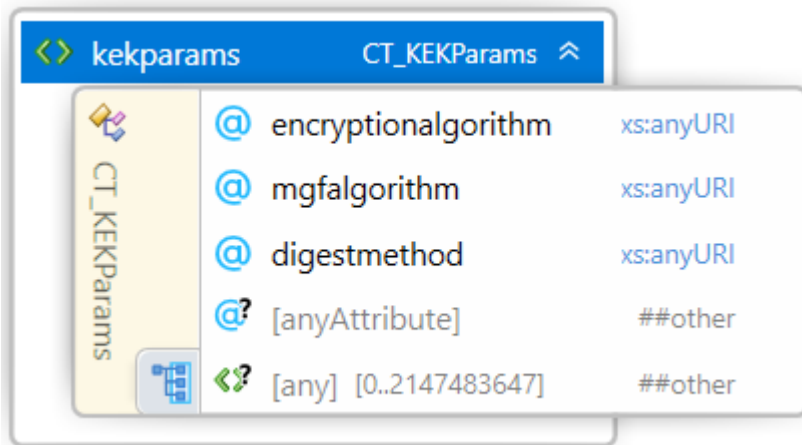 kekparams CT_KEKParams
CT_KEKParams
@ encryptionalgorithm xs:anyURI
@ mgfalgorithm xs:anyURI
@ digestmethod xs:anyURI
@? [anyAttribute] ##other
<>? [any] [0..2147483647] ##other